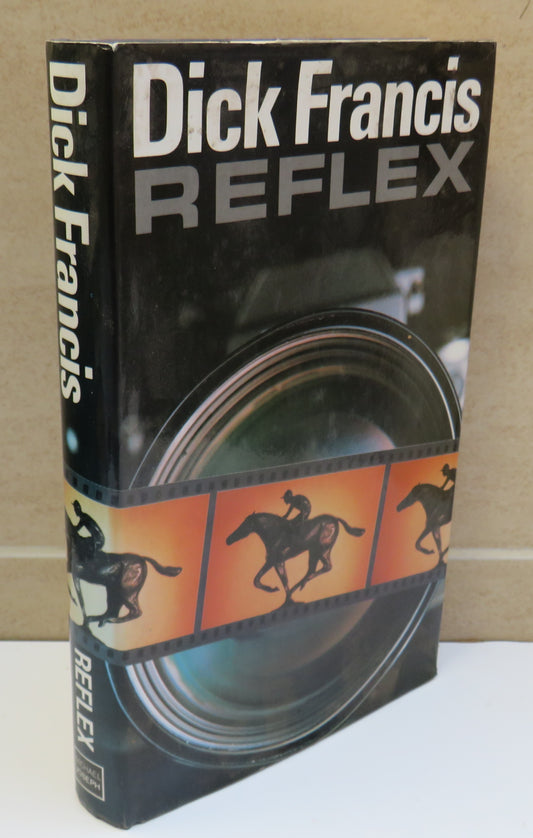 Dick Francis
REFLEX
Dick Francis
REFLEX
MICHAEL
JOSEPH